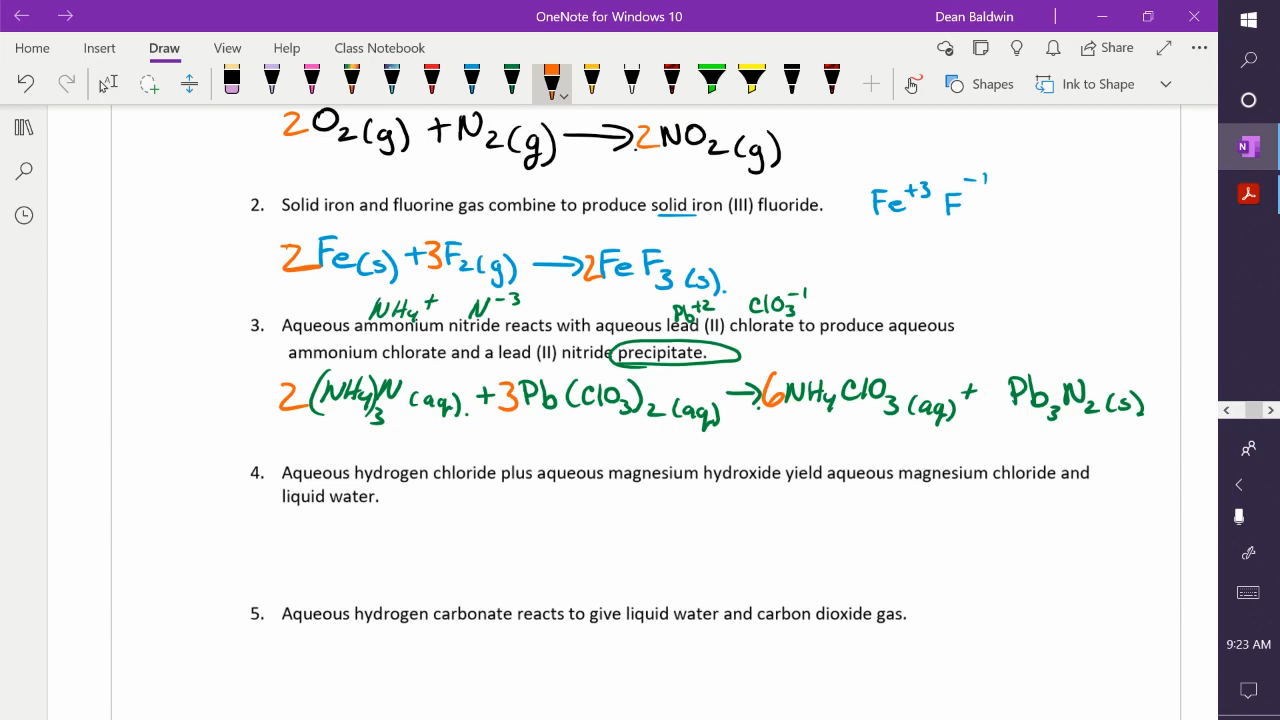 OneNote for Windows 10
Dean Baldwin
Home Insert Draw View Help Class Notebook
Share
Shapes
Ink to Shape
2O₂(g) + N₂(g) → 2NO₂(g)
2. Solid iron and fluorine gas combine to produce solid iron (III) fluoride.
Fe⁺³ F⁻¹
2Fe(s) + 3F₂(g) → 2FeF₃(s).
NH₄⁺ N⁻³ Pb⁺² ClO₃⁻¹
3. Aqueous ammonium nitride reacts with aqueous lead (II) chlorate to produce aqueous
ammonium chlorate and a lead (II) nitride precipitate.
2(NH₄)₃N(aq). + 3Pb(ClO₃)₂(aq) → 6NH₄ClO₃(aq) + Pb₃N₂(s)
4. Aqueous hydrogen chloride plus aqueous magnesium hydroxide yield aqueous magnesium chloride and
liquid water.
5. Aqueous hydrogen carbonate reacts to give liquid water and carbon dioxide gas.
N
9:23 AM